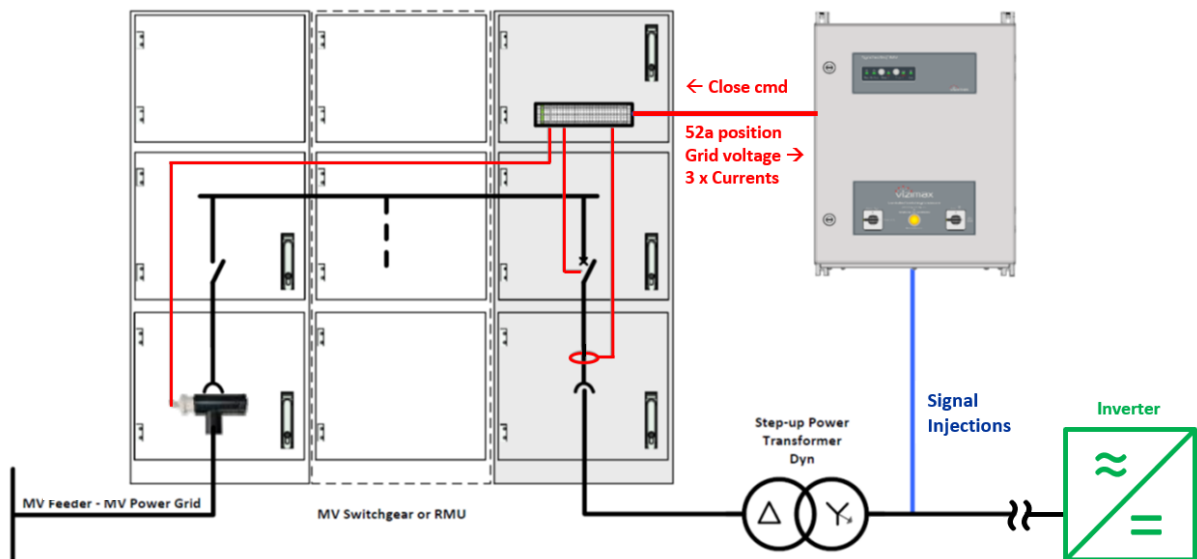 ← Close cmd
52a position
Grid voltage →
3 x Currents
vizimax
Signal
Injections
Inverter
Step-up Power
Transformer
Dyn
MV Feeder - MV Power Grid
MV Switchgear or RMU